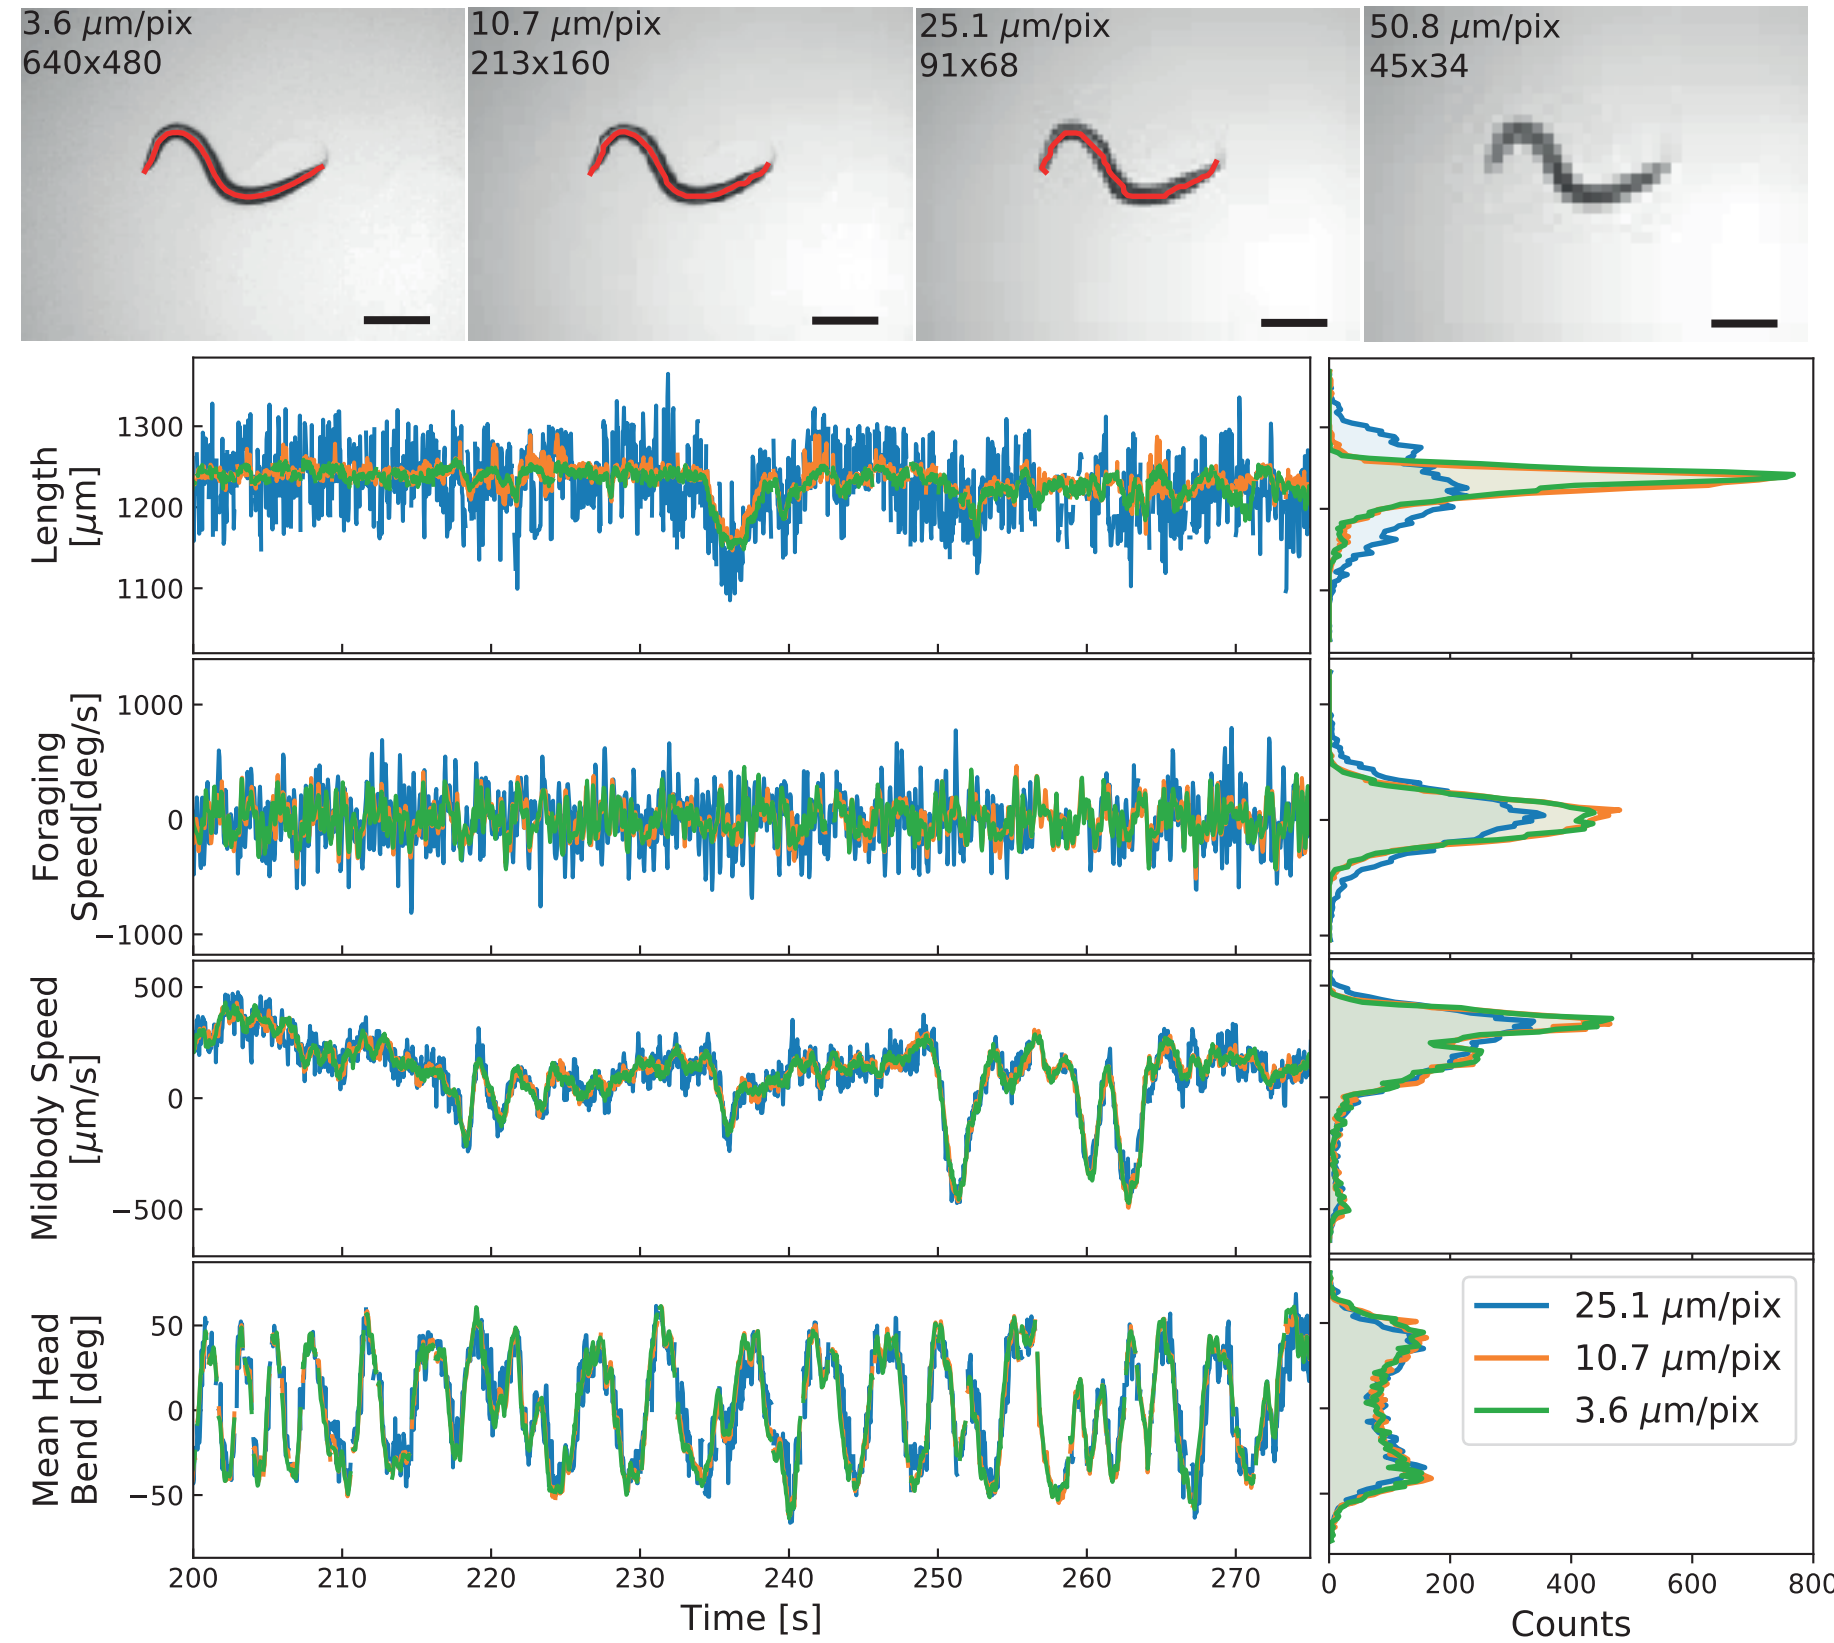 3.6 μm/pix
640x480
10.7 μm/pix
213x160
25.1 μm/pix
91x68
50.8 μm/pix
45x34
Length
[μm]
1300
1200
1100
Foraging
Speed[deg/s]
1000
0
−1000
Midbody Speed
[μm/s]
500
0
−500
Mean Head
Bend [deg]
50
0
−50
25.1 μm/pix
10.7 μm/pix
3.6 μm/pix
200 210 220 230 240 250 260 270
Time [s]
0 200 400 600 800
Counts